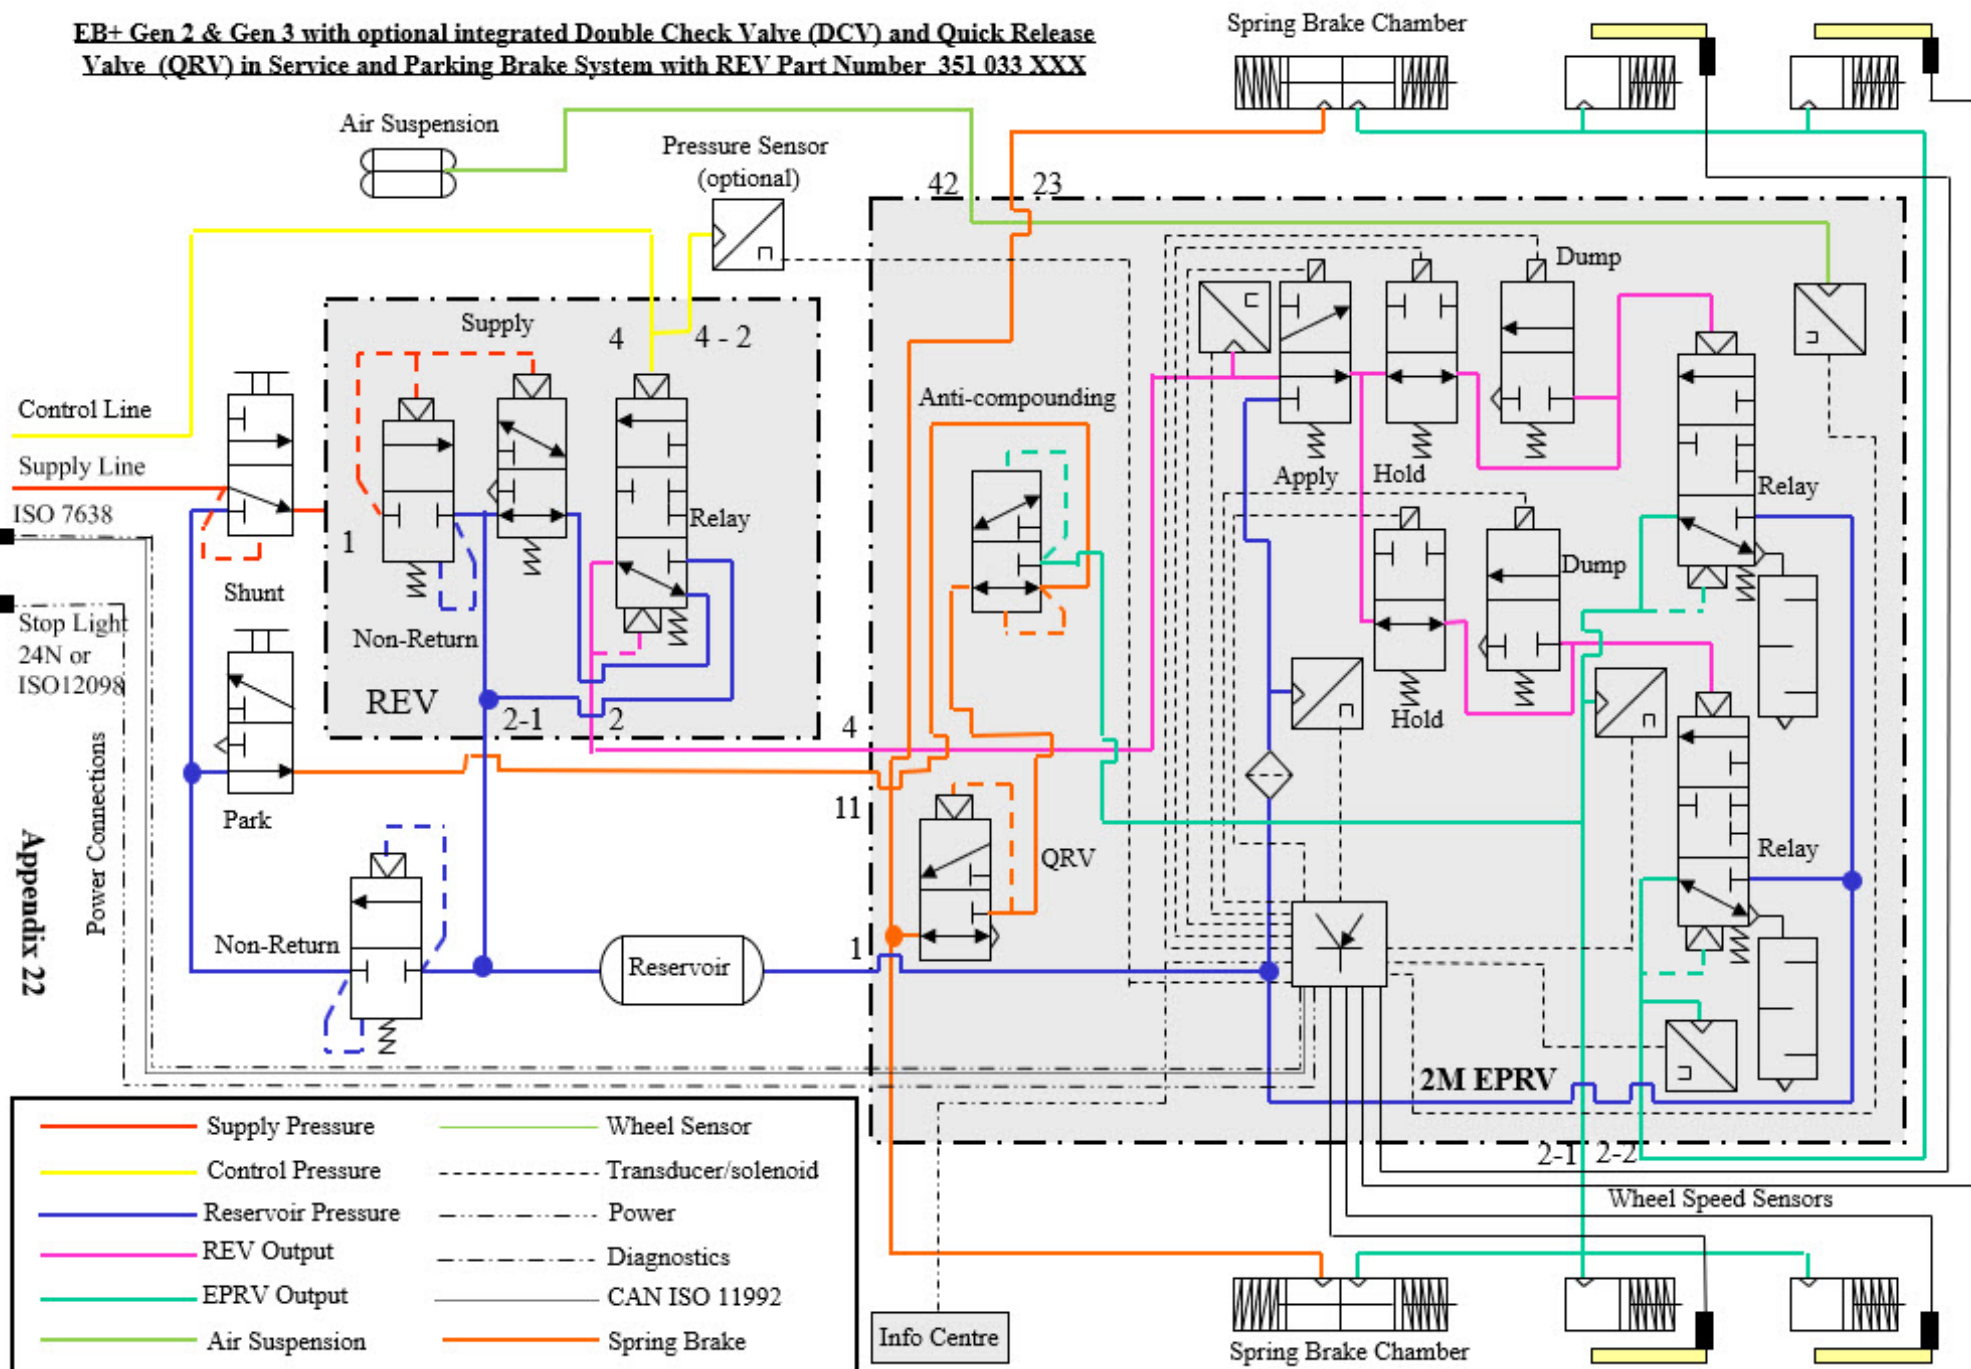 EB+ Gen 2 & Gen 3 with optional integrated Double Check Valve (DCV) and Quick Release
Valve (QRV) in Service and Parking Brake System with REV Part Number 351 033 XXX
Spring Brake Chamber
Air Suspension
Pressure Sensor
(optional)
42
23
Dump
Supply
4
4 - 2
Control Line
Anti-compounding
Supply Line
Apply
Hold
Relay
ISO 7638
Relay
1
Shunt
Dump
Stop Light
24N or
ISO12098
Non-Return
REV
2-1
2
4
Hold
Park
11
Power Connections
Appendix 22
QRV
Relay
Non-Return
Reservoir
1
2M EPRV
Supply Pressure
Wheel Sensor
2-1
2-2
Control Pressure
Transducer/solenoid
Reservoir Pressure
Power
Wheel Speed Sensors
REV Output
Diagnostics
EPRV Output
CAN ISO 11992
Air Suspension
Spring Brake
Info Centre
Spring Brake Chamber